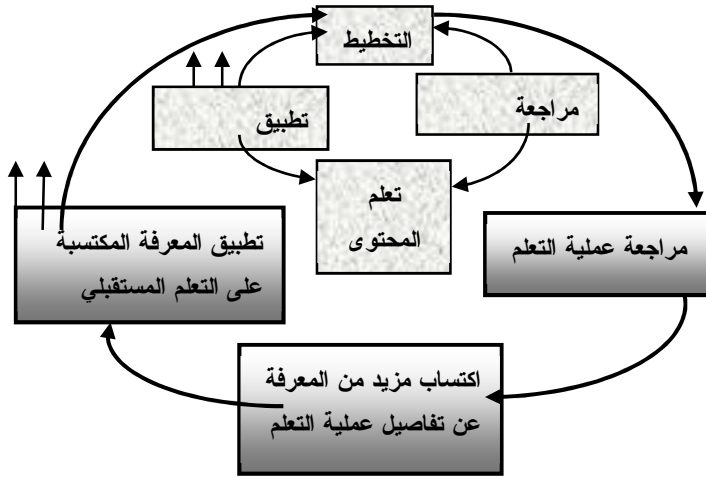 التخطيط
مراجعة
تطبيق
تعلم
المحتوى
مراجعة عملية التعلم
تطبيق المعرفة المكتسبة
على التعلم المستقبلي
اكتساب مزيد من المعرفة
عن تفاصيل عملية التعلم